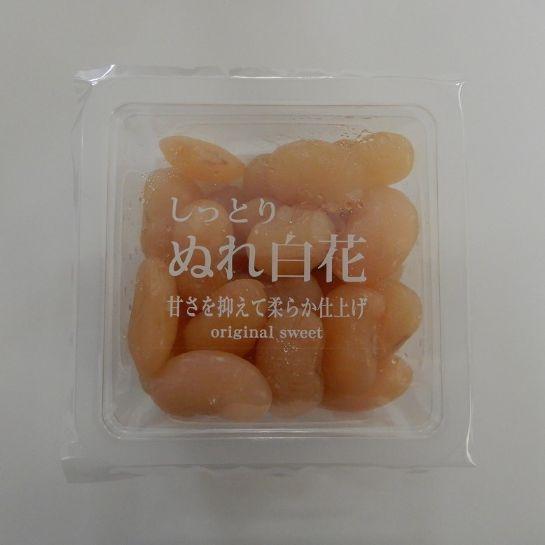 しっとり
ぬれ白花
甘さを抑えて柔らか仕上げ
original sweet